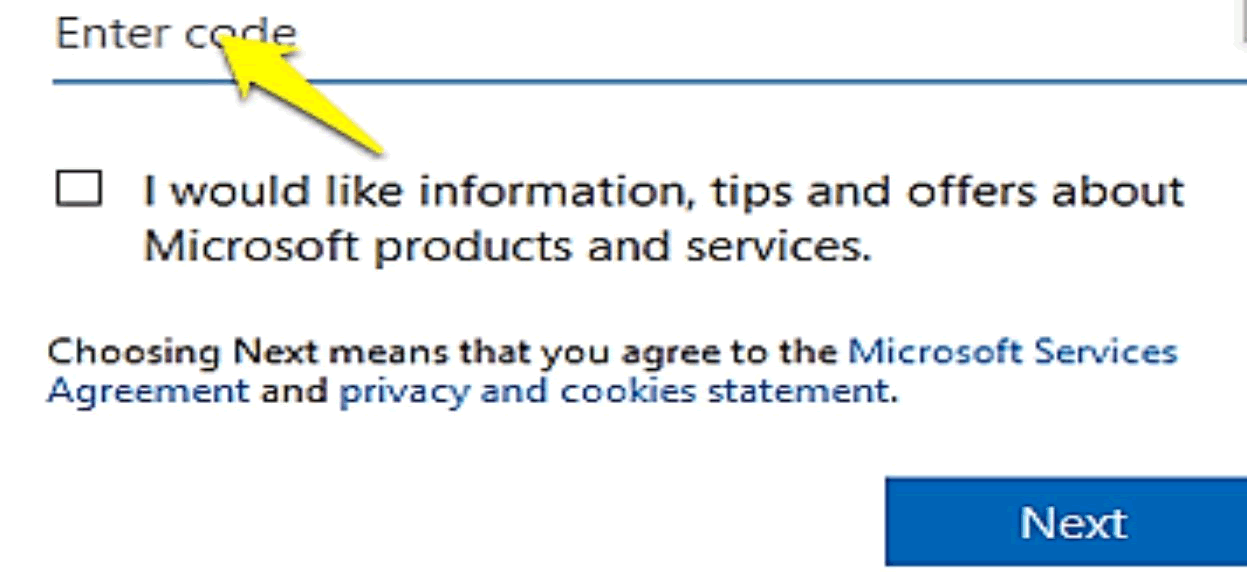 Enter code
I would like information, tips and offers about
Microsoft products and services.
Choosing Next means that you agree to the Microsoft Services
Agreement and privacy and cookies statement.
Next